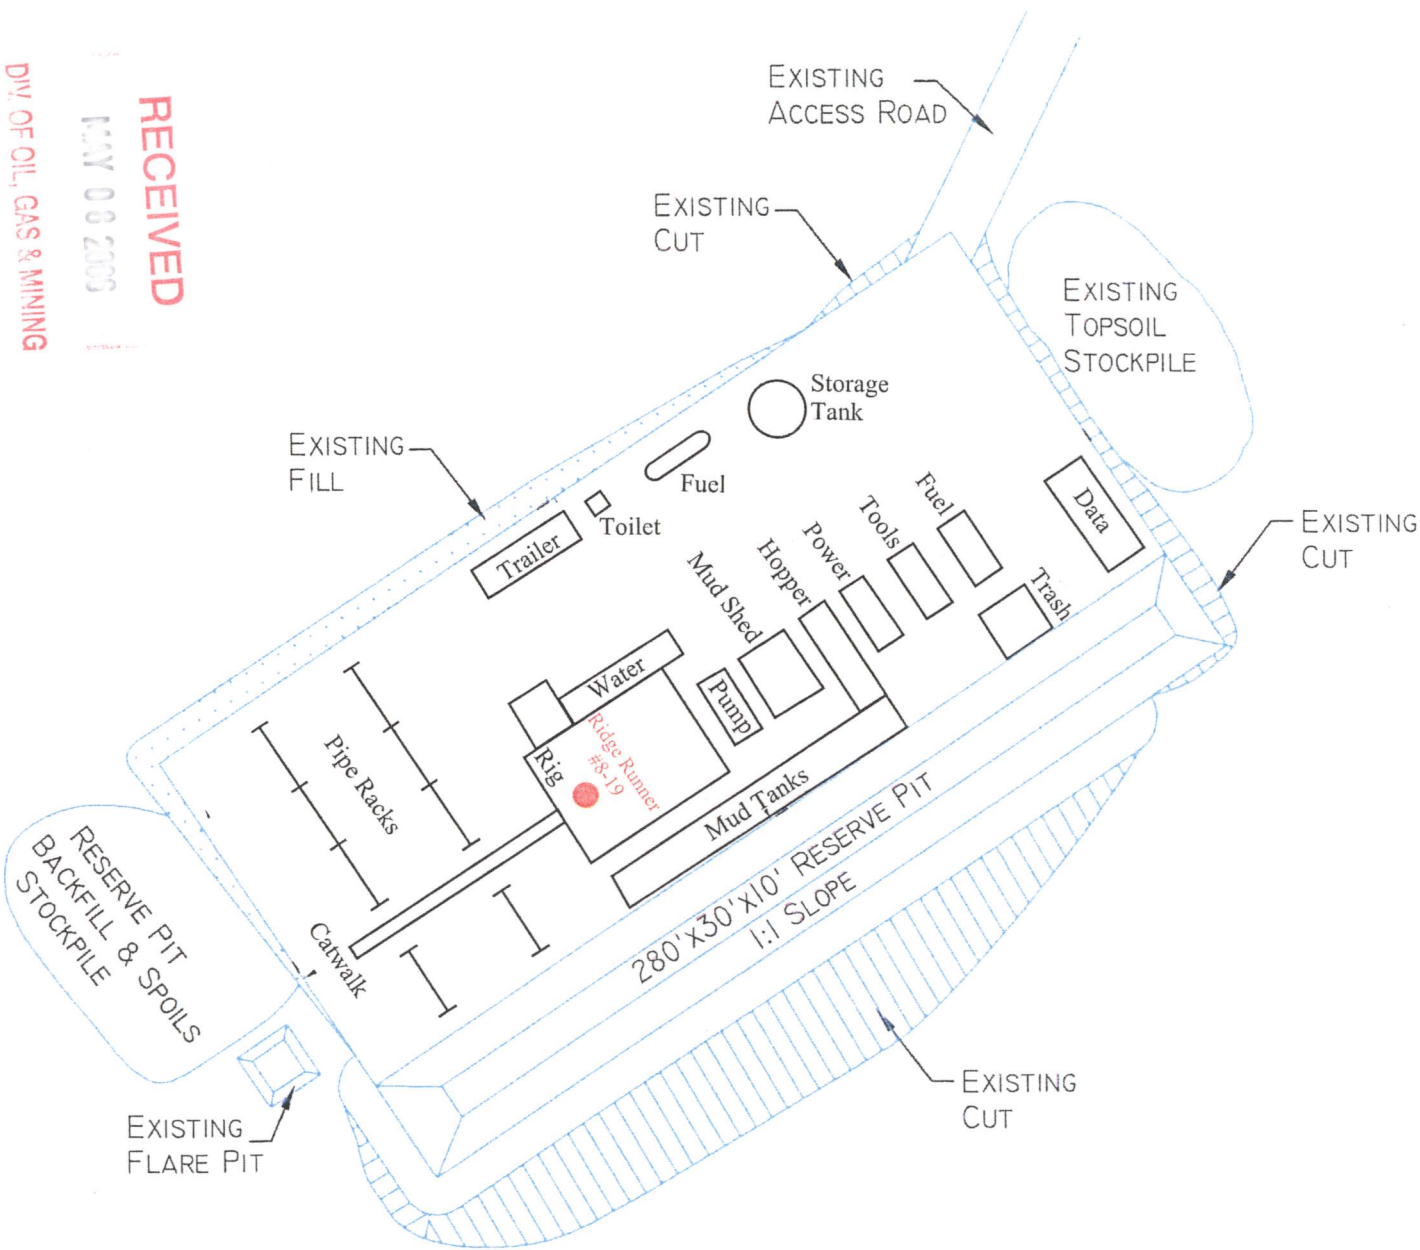 RECEIVED
MAY 08 2006
DIV. OF OIL, GAS & MINING
EXISTING
ACCESS ROAD
EXISTING
CUT
EXISTING
TOPSOIL
STOCKPILE
Storage
Tank
EXISTING
FILL
Fuel
Toilet
Trailer
Fuel
Tools
Power
Hopper
Mud Shed
Data
EXISTING
CUT
Trash
Water
Pump
Ridge Runner
#8-19
Rig
Pipe Racks
Mud Tanks
280'x30'x10' RESERVE PIT
1:1 SLOPE
RESERVE PIT
BACKFILL & SPOILS
STOCKPILE
Catwalk
EXISTING
CUT
EXISTING
FLARE PIT